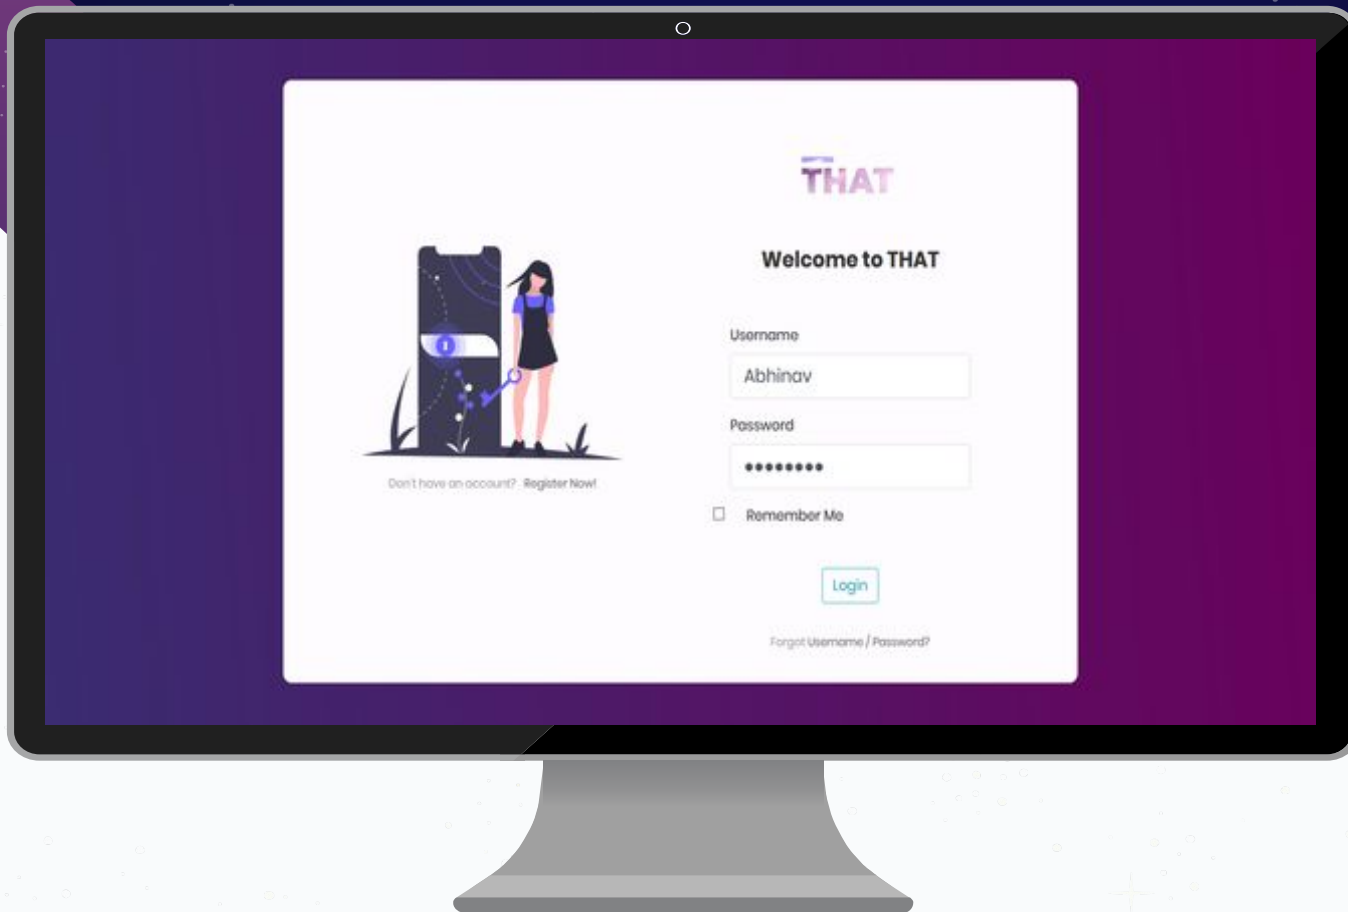 THAT
Welcome to THAT
Username
Abhinav
Password
••••••••
Remember Me
Login
Forgot Username / Password?
Don't have an account? Register Now!